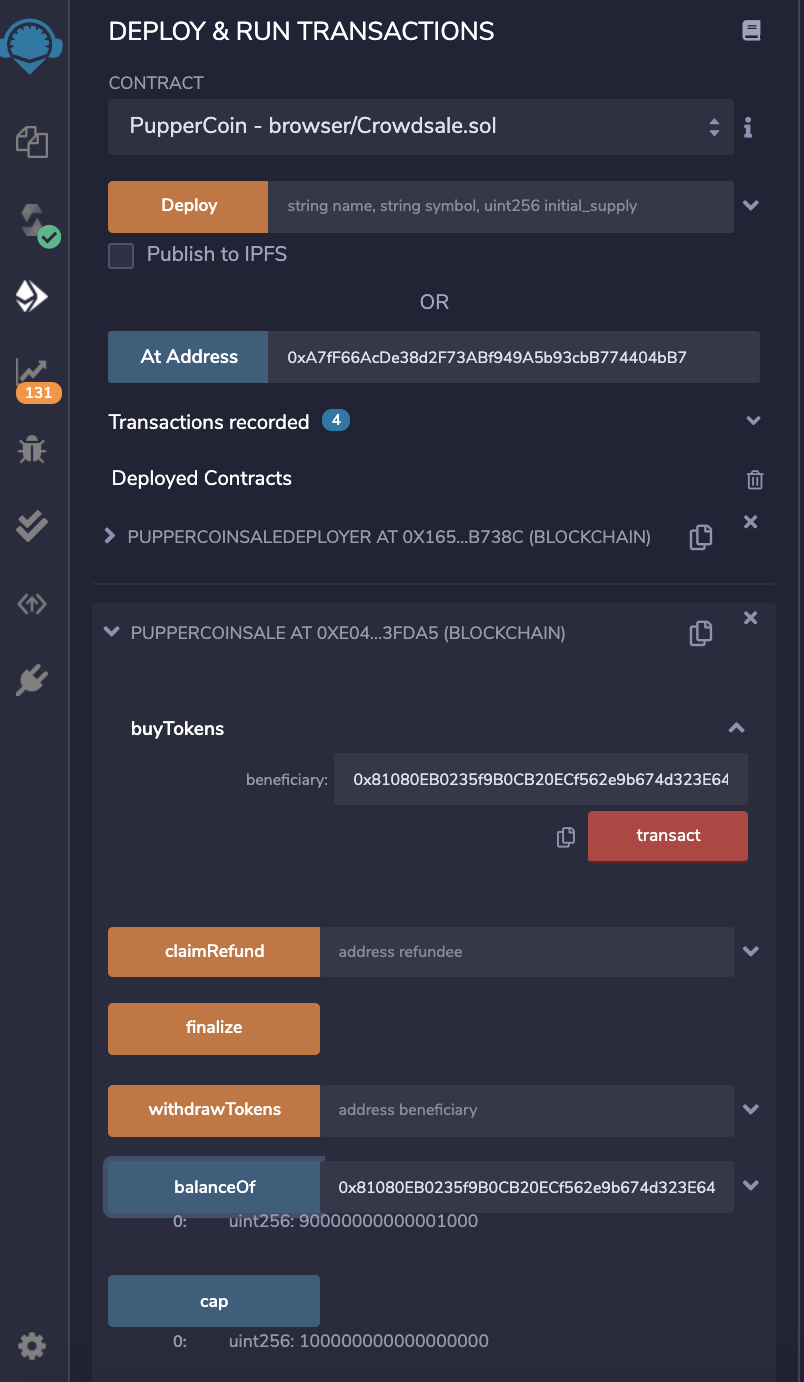 DEPLOY & RUN TRANSACTIONS
CONTRACT
PupperCoin - browser/Crowdsale.sol
Deploy string name, string symbol, uint256 initial_supply
Publish to IPFS
OR
At Address 0xA7fF66AcDe38d2F73ABf949A5b93cbB774404bB7
131
Transactions recorded 4
Deployed Contracts
PUPPERCOINSALEDEPLOYER AT 0X165...B738C (BLOCKCHAIN)
PUPPERCOINSALE AT 0XE04...3FDA5 (BLOCKCHAIN)
buyTokens
beneficiary: 0x81080EB0235f9B0CB20ECf562e9b674d323E64
transact
claimRefund address refundee
finalize
withdrawTokens address beneficiary
balanceOf 0x81080EB0235f9B0CB20ECf562e9b674d323E64
0: uint256: 90000000000001000
cap
0: uint256: 100000000000000000